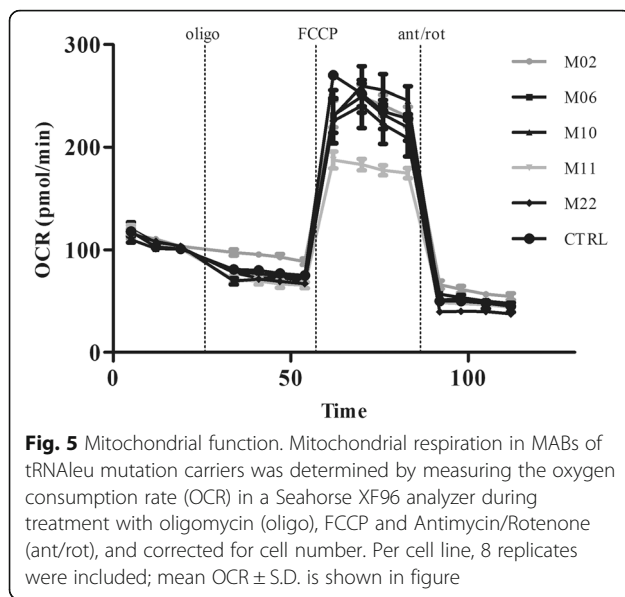 oligo FCCP ant/rot
300
200
100
0
OCR (pmol/min)
0 50 100
Time
M02
M06
M10
M11
M22
CTRL
Fig. 5 Mitochondrial function. Mitochondrial respiration in MABs of
tRNAleu mutation carriers was determined by measuring the oxygen
consumption rate (OCR) in a Seahorse XF96 analyzer during
treatment with oligomycin (oligo), FCCP and Antimycin/Rotenone
(ant/rot), and corrected for cell number. Per cell line, 8 replicates
were included; mean OCR ± S.D. is shown in figure